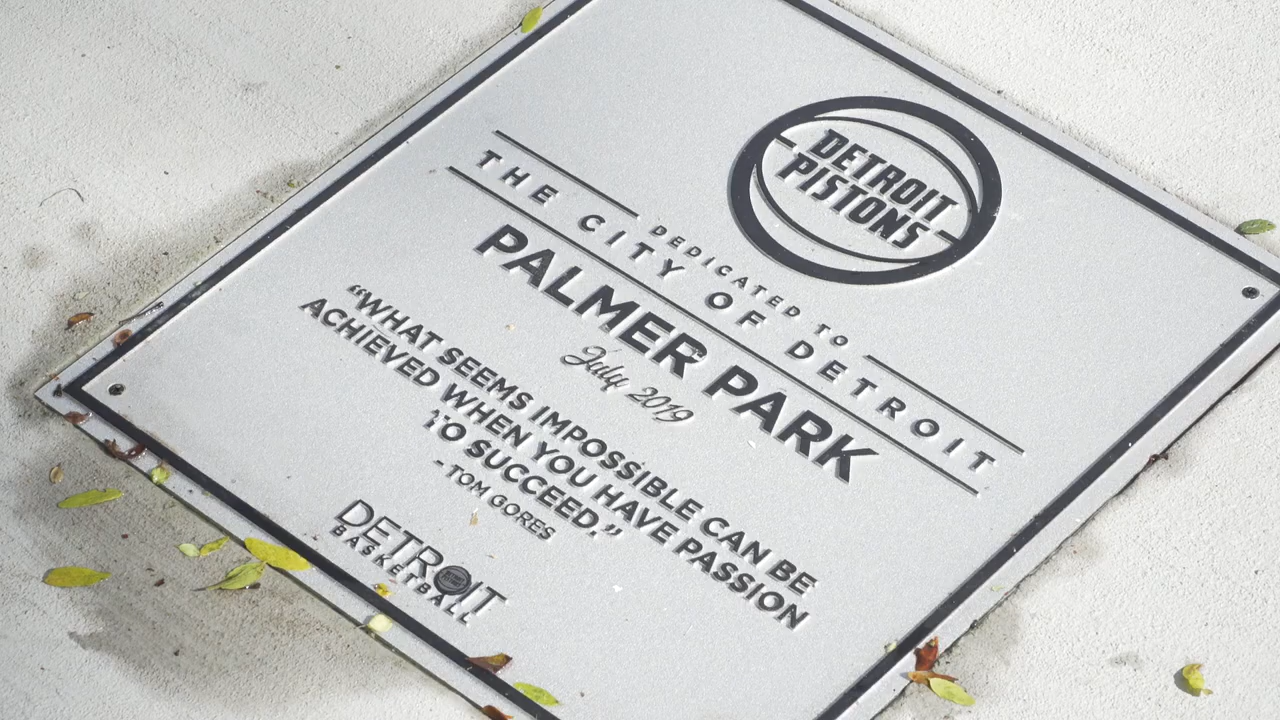 DETROIT
PISTONS
DEDICATED TO
THE CITY OF DETROIT
PALMER PARK
July 2019
“WHAT SEEMS IMPOSSIBLE CAN BE
ACHIEVED WHEN YOU HAVE PASSION
TO SUCCEED.”
- TOM GORES
DETROIT
BASKETBALL